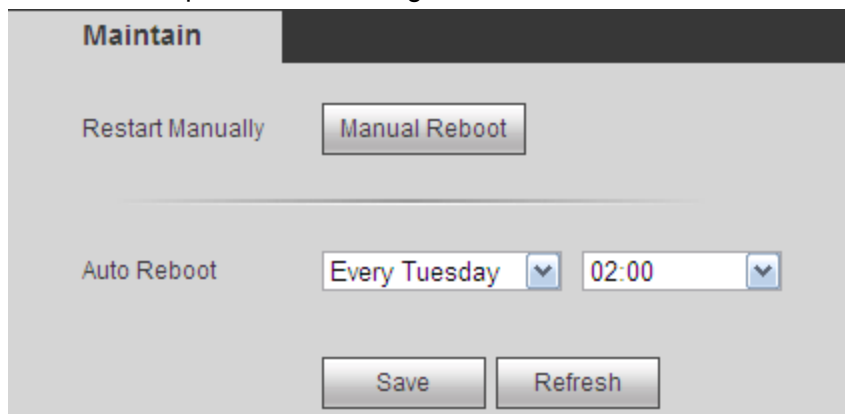 Maintain
Restart Manually Manual Reboot
Auto Reboot Every Tuesday 02:00
Save Refresh